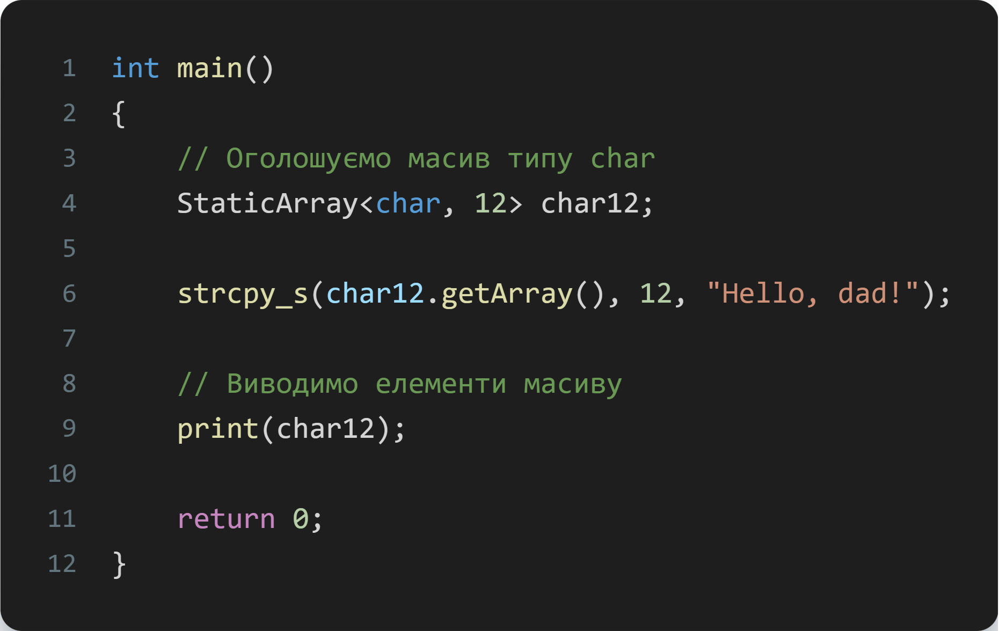 1 int main()
2 {
3 // Оголошуємо масив типу char
4 StaticArray<char, 12> char12;
5
6 strcpy_s(char12.getArray(), 12, "Hello, dad!");
7
8 // Виводимо елементи масиву
9 print(char12);
10
11 return 0;
12 }